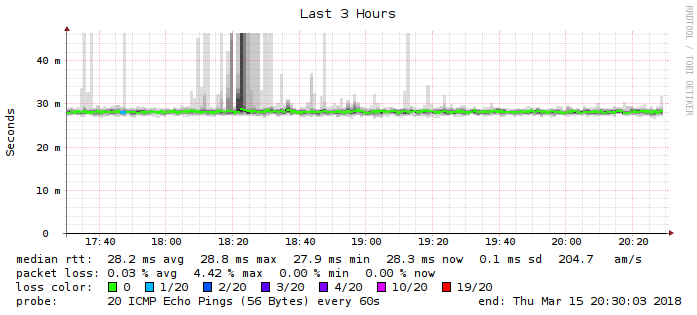 Last 3 Hours
RRDTOOL / TOBI OETIKER
Seconds
40 m
30 m
20 m
10 m
0
17:40 18:00 18:20 18:40 19:00 19:20 19:40 20:00 20:20
median rtt: 28.2 ms avg 28.8 ms max 27.9 ms min 28.3 ms now 0.1 ms sd 204.7 am/s
packet loss: 0.03 % avg 4.42 % max 0.00 % min 0.00 % now
loss color: 0 1/20 2/20 3/20 4/20 10/20 19/20
probe: 20 ICMP Echo Pings (56 Bytes) every 60s end: Thu Mar 15 20:30:03 2018